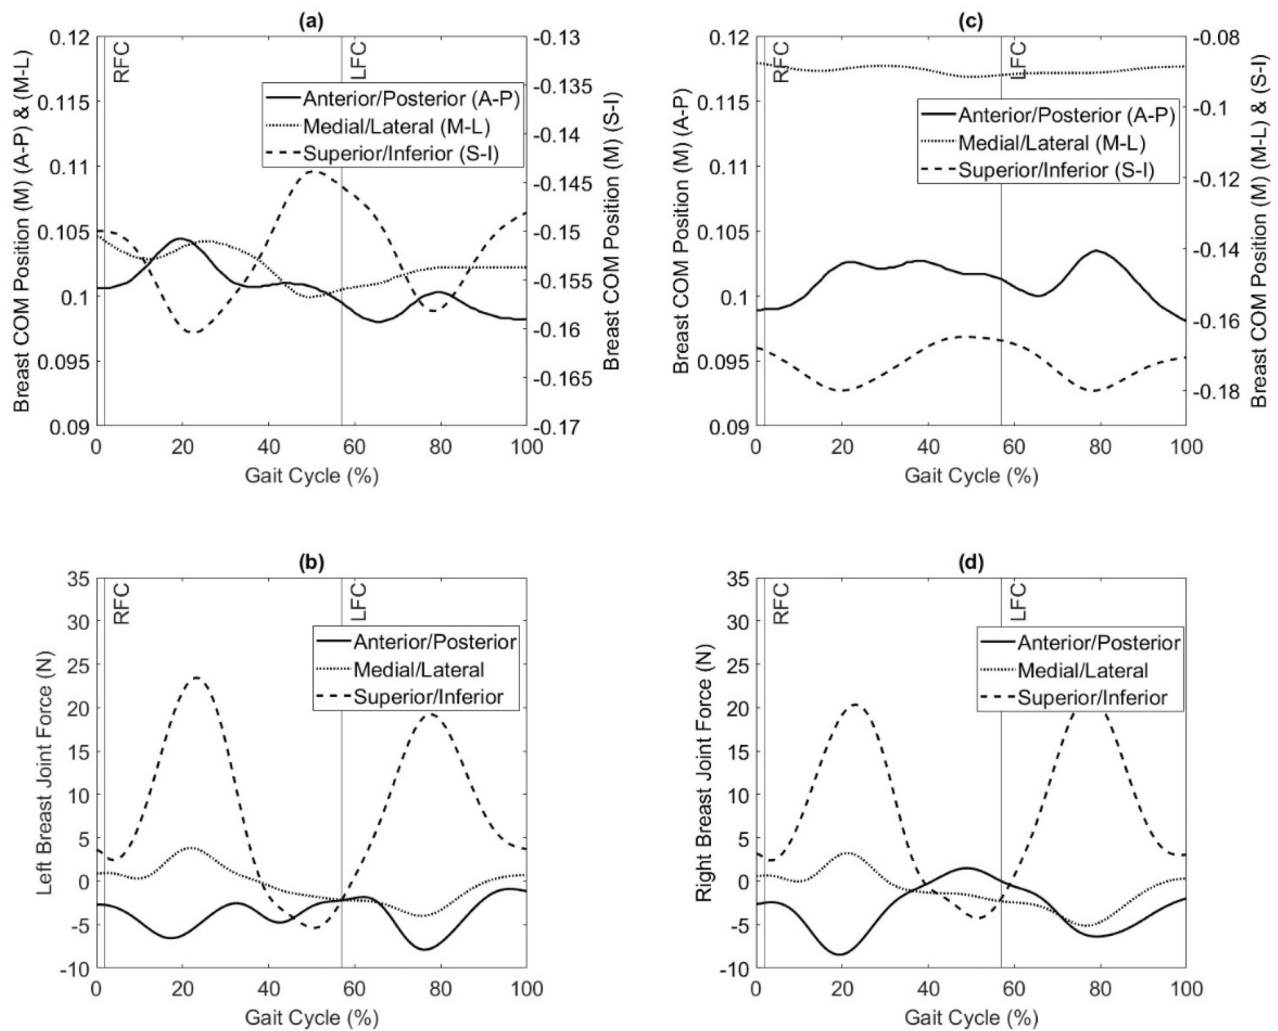 (a)
0.12
0.115
0.11
0.105
0.1
0.095
0.09
Breast COM Position (M) (A-P) & (M-L)
RFC
LFC
Anterior/Posterior (A-P)
Medial/Lateral (M-L)
Superior/Inferior (S-I)
-0.13
-0.135
-0.14
-0.145
-0.15
-0.155
-0.16
-0.165
-0.17
Breast COM Position (M) (S-I)
0 20 40 60 80 100
Gait Cycle (%)
(c)
0.12
0.115
0.11
0.105
0.1
0.095
0.09
Breast COM Position (M) (A-P)
RFC
LFC
Anterior/Posterior (A-P)
Medial/Lateral (M-L)
Superior/Inferior (S-I)
-0.08
-0.1
-0.12
-0.14
-0.16
-0.18
Breast COM Position (M) (M-L) & (S-I)
0 20 40 60 80 100
Gait Cycle (%)
(b)
35
30
25
20
15
10
5
0
-5
-10
Left Breast Joint Force (N)
RFC
LFC
Anterior/Posterior
Medial/Lateral
Superior/Inferior
0 20 40 60 80 100
Gait Cycle (%)
(d)
35
30
25
20
15
10
5
0
-5
-10
Right Breast Joint Force (N)
RFC
LFC
Anterior/Posterior
Medial/Lateral
Superior/Inferior
0 20 40 60 80 100
Gait Cycle (%)